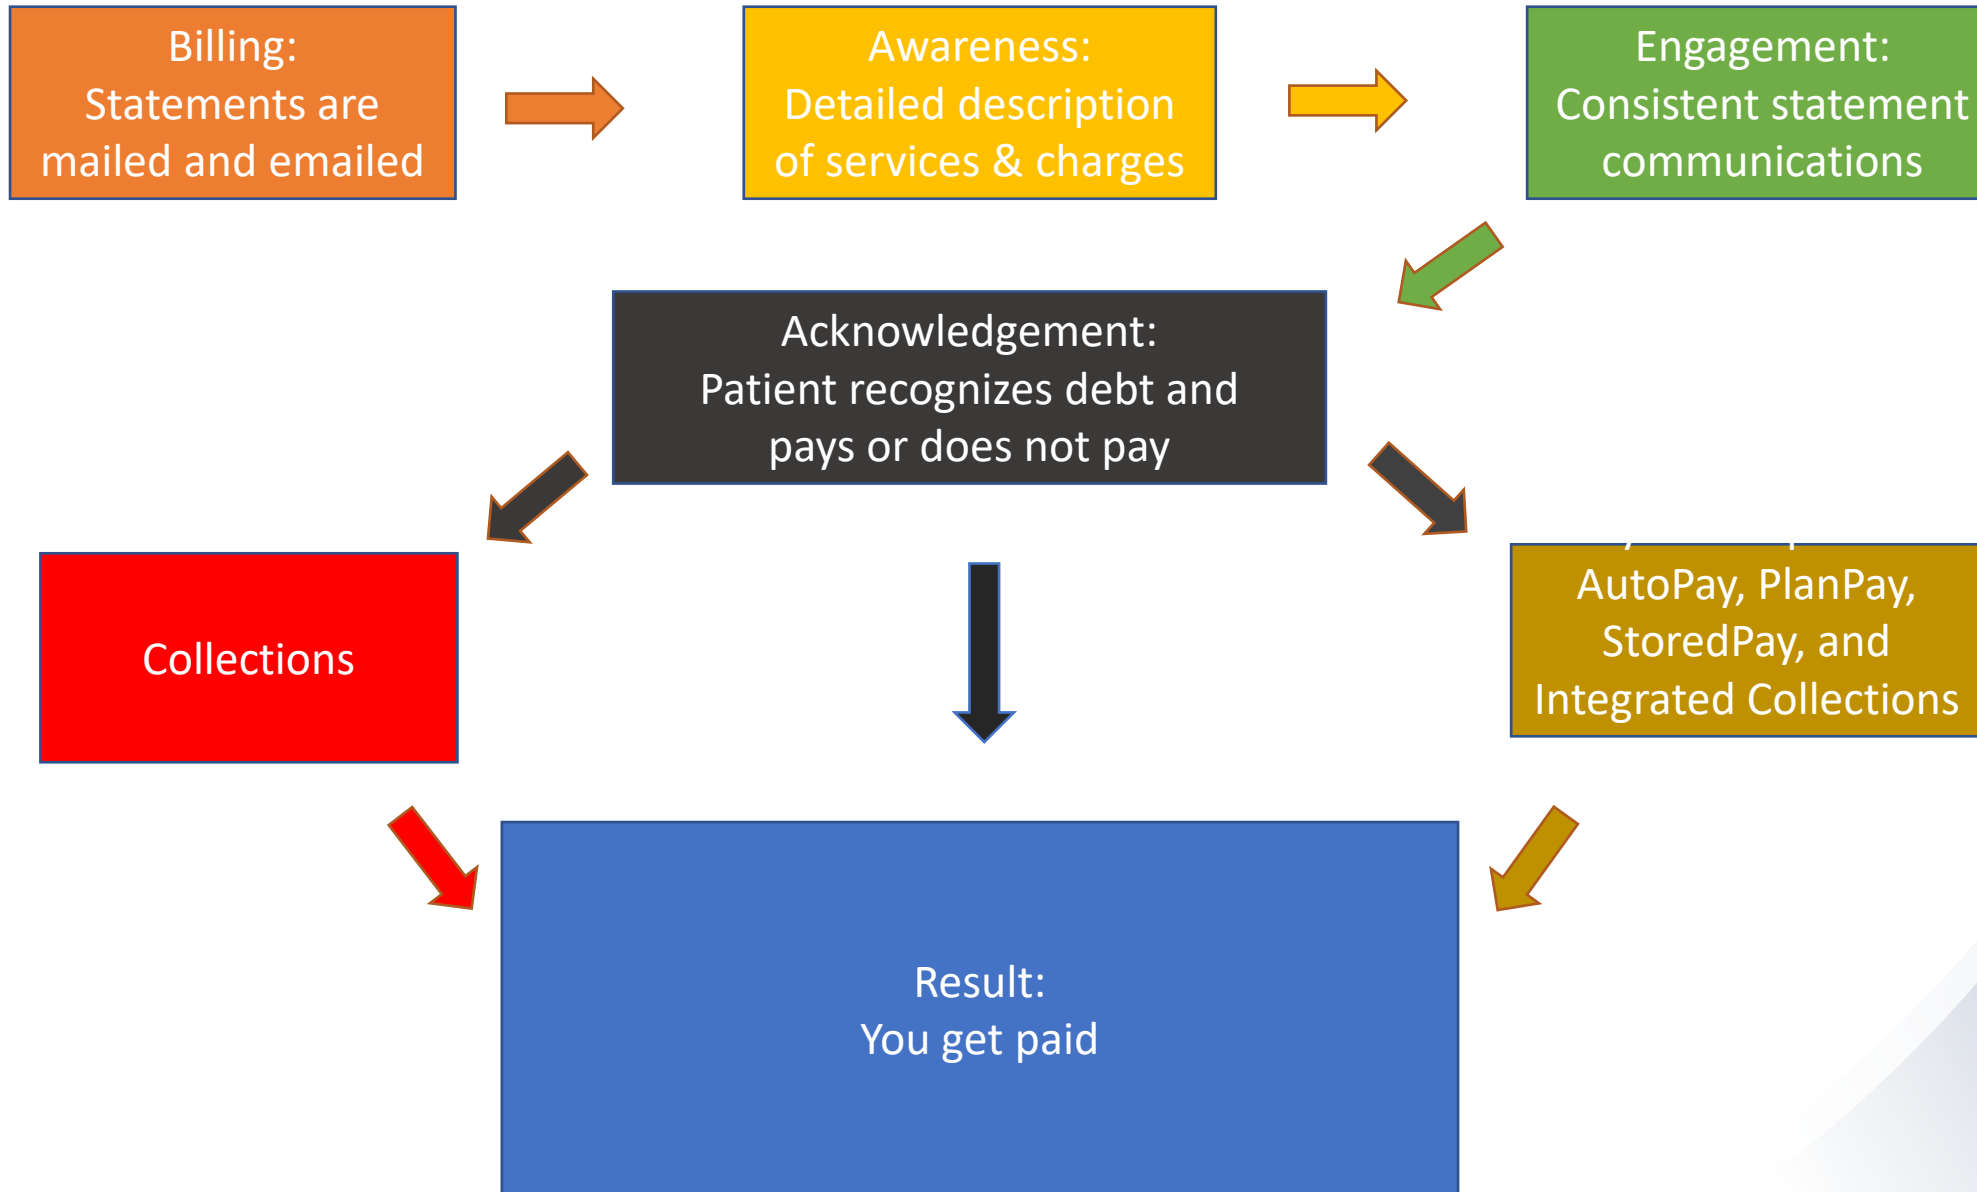 Billing:
Statements are
mailed and emailed
Awareness:
Detailed description
of services & charges
Engagement:
Consistent statement
communications
Acknowledgement:
Patient recognizes debt and
pays or does not pay
Collections
AutoPay, PlanPay,
StoredPay, and
Integrated Collections
Result:
You get paid